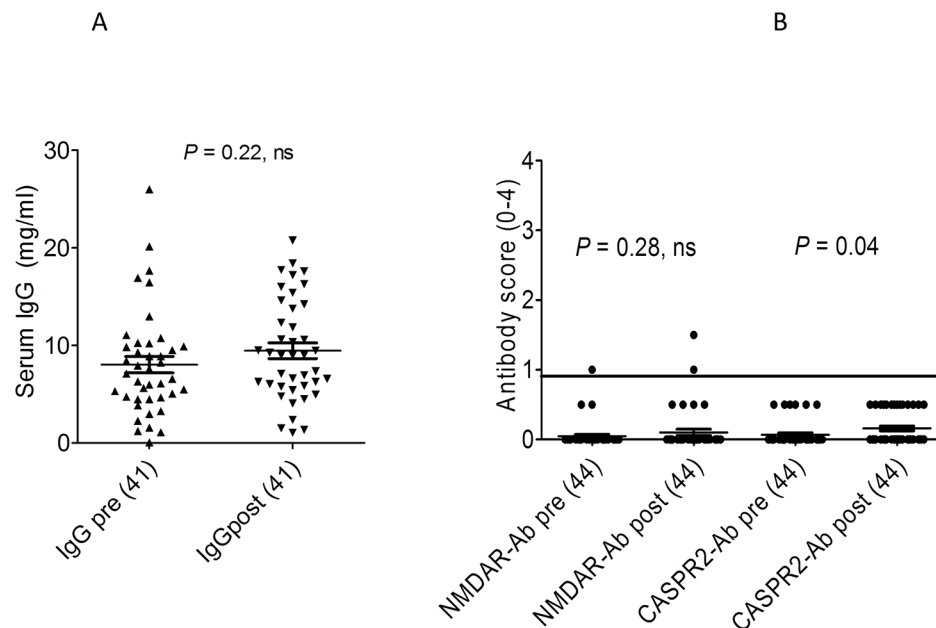 A
B
Serum IgG (mg/ml)
30
20
10
0
P = 0.22, ns
IgG pre (41)
IgGpost (41)
Antibody score (0-4)
4
3
2
1
0
P = 0.28, ns
P = 0.04
NMDAR-Ab pre (44)
NMDAR-Ab post (44)
CASPR2-Ab pre (44)
CASPR2-Ab post (44)